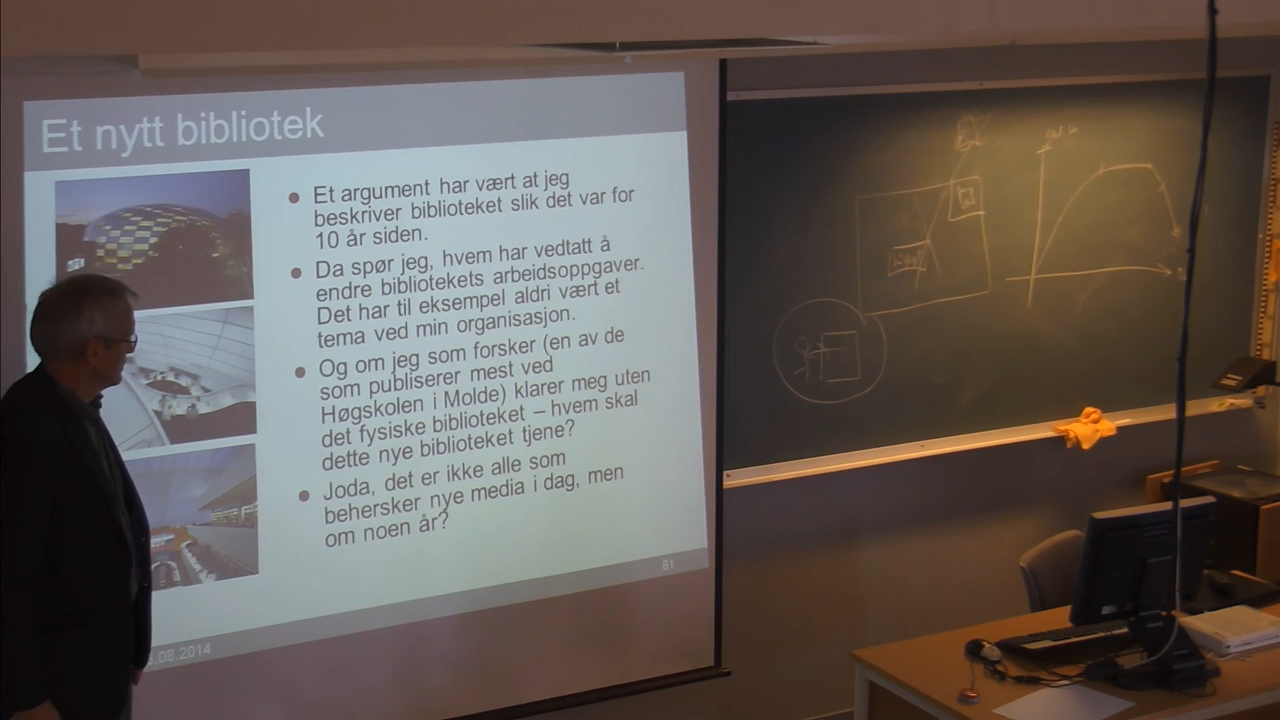 Et nytt bibliotek
Et argument har vært at jeg
beskriver biblioteket slik det var for
10 år siden.
Da spør jeg, hvem har vedtatt å
endre bibliotekets arbeidsoppgaver.
Det har til eksempel aldri vært et
tema ved min organisasjon.
Og om jeg som forsker (en av de
som publiserer mest ved
Høgskolen i Molde) klarer meg uten
det fysiske biblioteket – hvem skal
dette nye biblioteket tjene?
Joda, det er ikke alle som
behersker nye media i dag, men
om noen år?
81
.08.2014